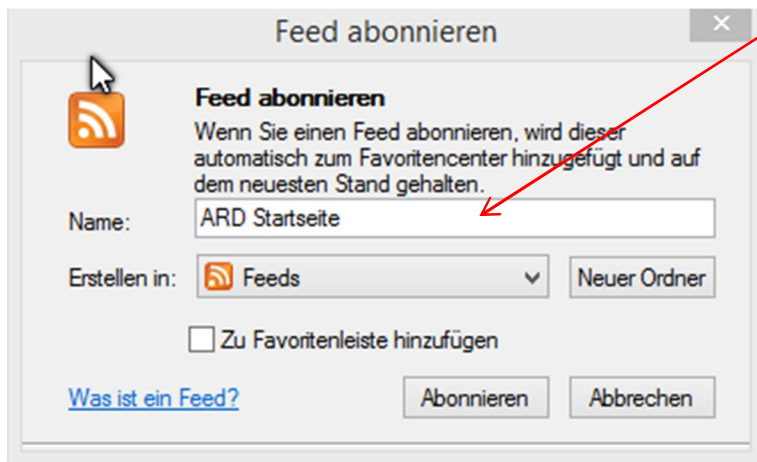 Feed abonnieren
Feed abonnieren
Wenn Sie einen Feed abonnieren, wird dieser
automatisch zum Favoritencenter hinzugefügt und auf
dem neuesten Stand gehalten.
Name: ARD Startseite
Erstellen in: Feeds Neuer Ordner
Zu Favoritenleiste hinzufügen
Was ist ein Feed? Abonnieren Abbrechen